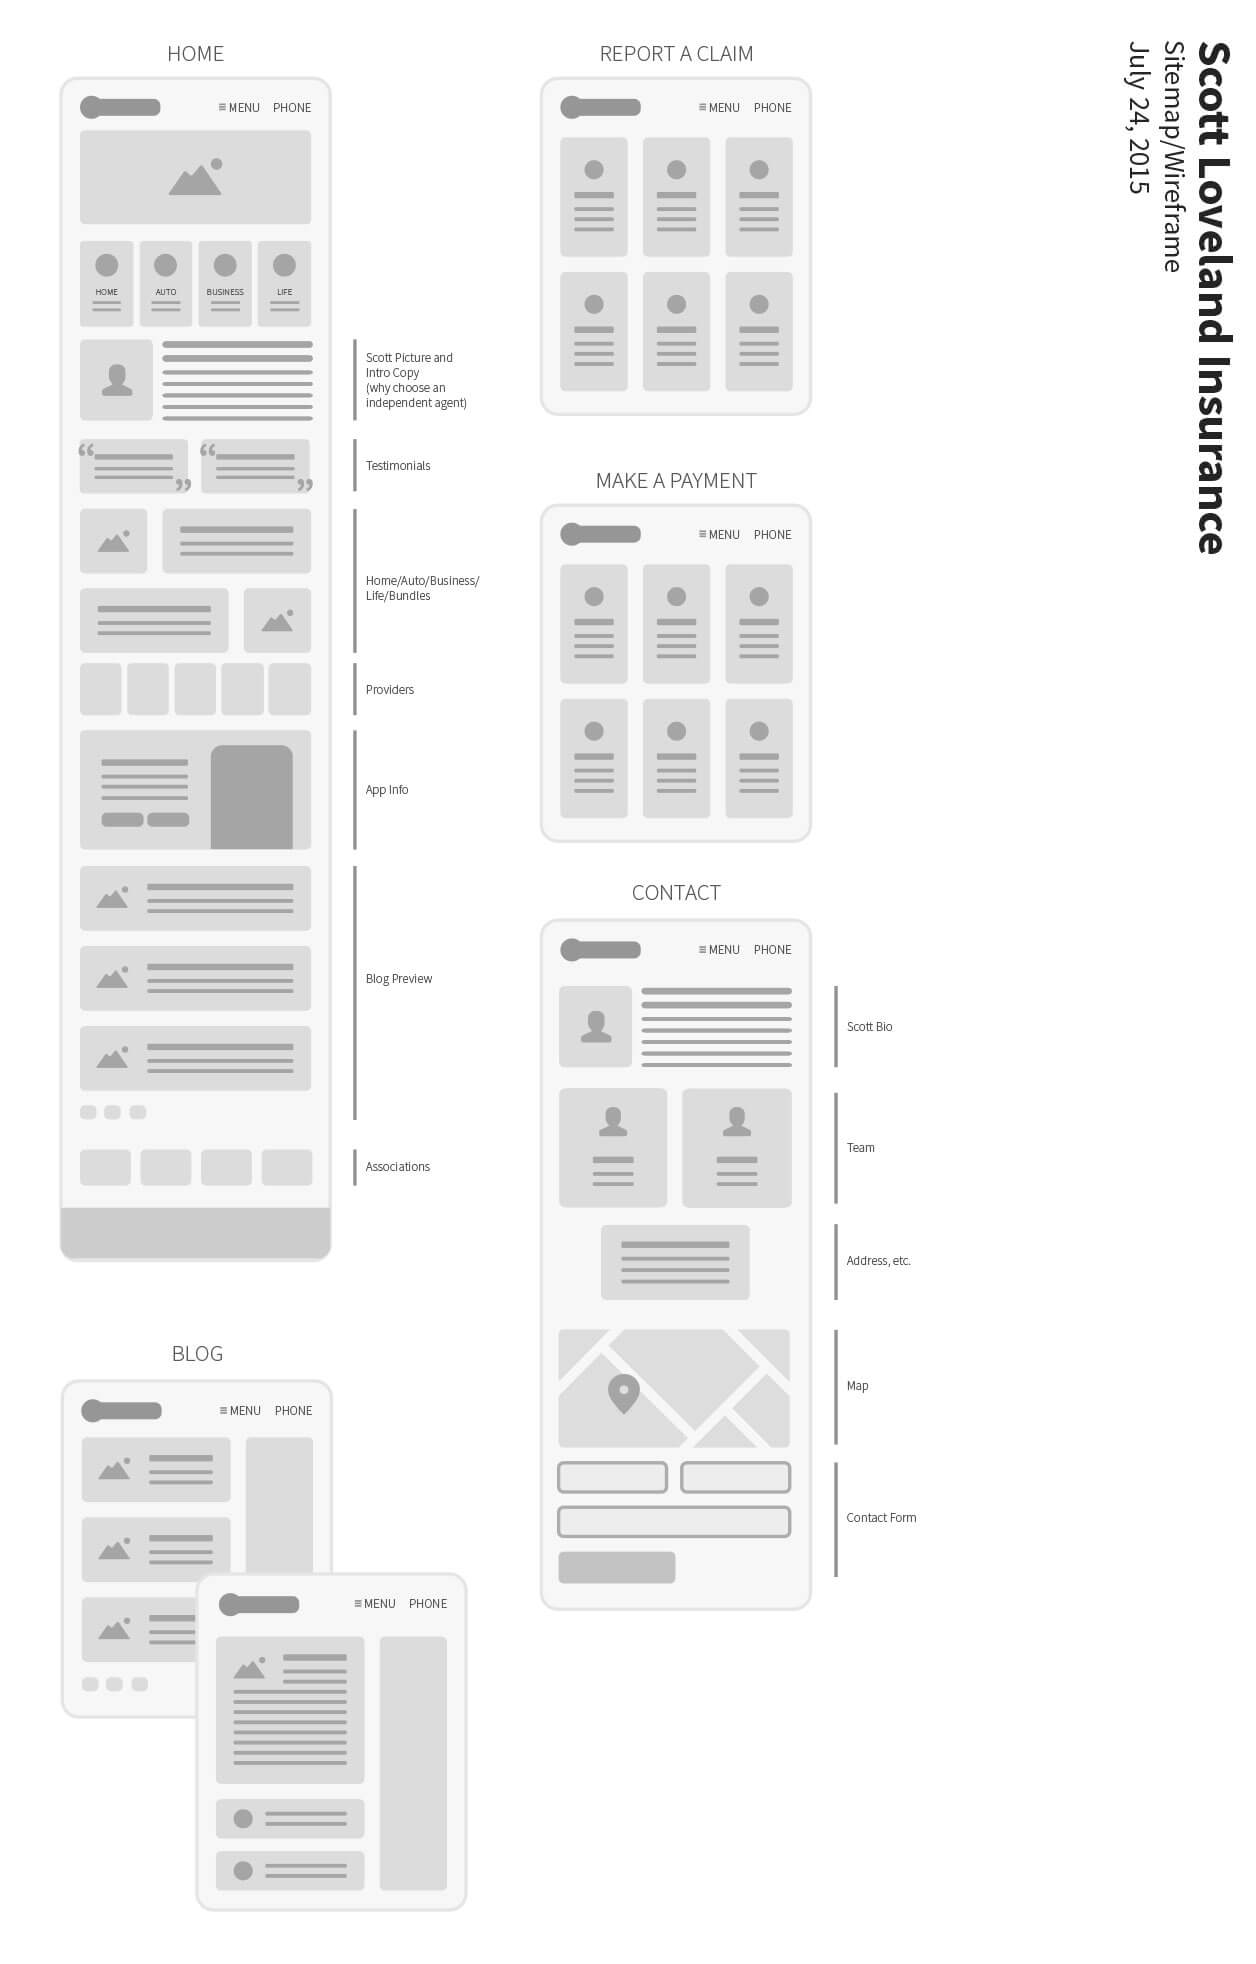 Scott Loveland Insurance
Sitemap/Wireframe
July 24, 2015
HOME
≡ MENU PHONE
HOME AUTO BUSINESS LIFE
Scott Picture and
Intro Copy
(why choose an
independent agent)
“ ” “ ”
Testimonials
Home/Auto/Business/
Life/Bundles
Providers
App Info
Blog Preview
Associations
BLOG
≡ MENU PHONE
≡ MENU PHONE
REPORT A CLAIM
≡ MENU PHONE
MAKE A PAYMENT
≡ MENU PHONE
CONTACT
≡ MENU PHONE
Scott Bio
Team
Address, etc.
Map
Contact Form